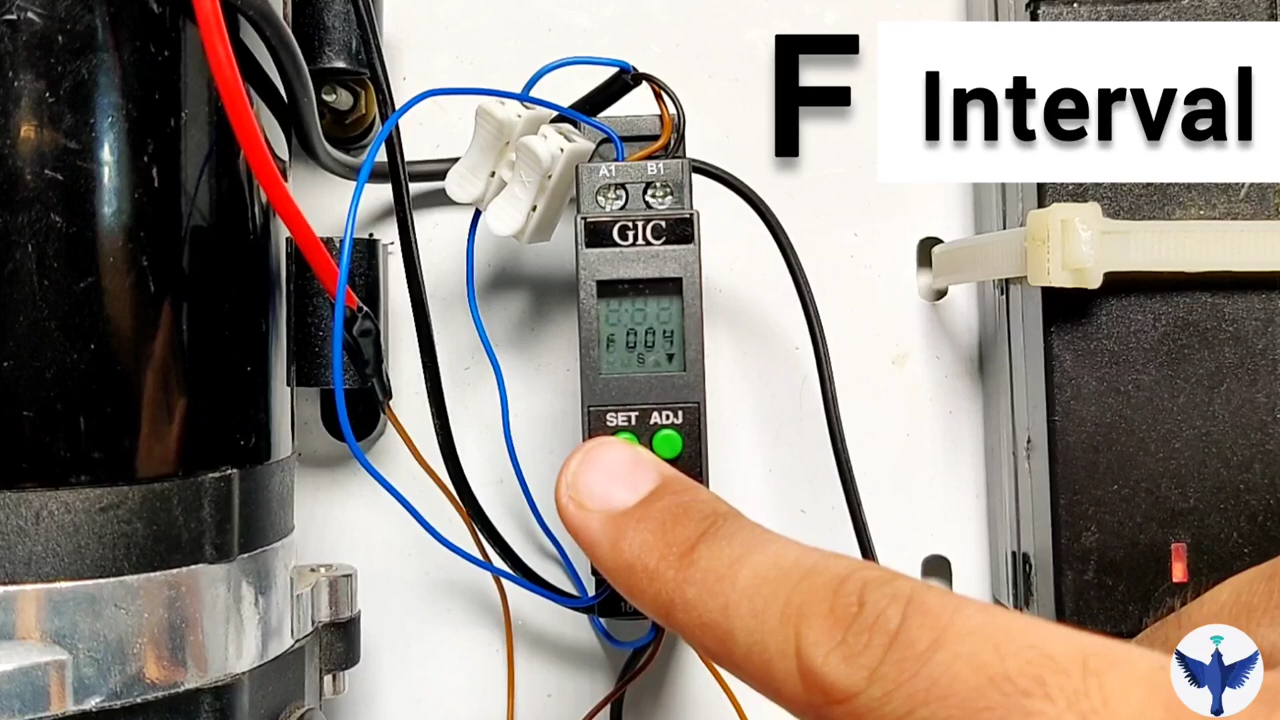 F Interval
A1 B1
GIC
F 004
S
SET ADJ